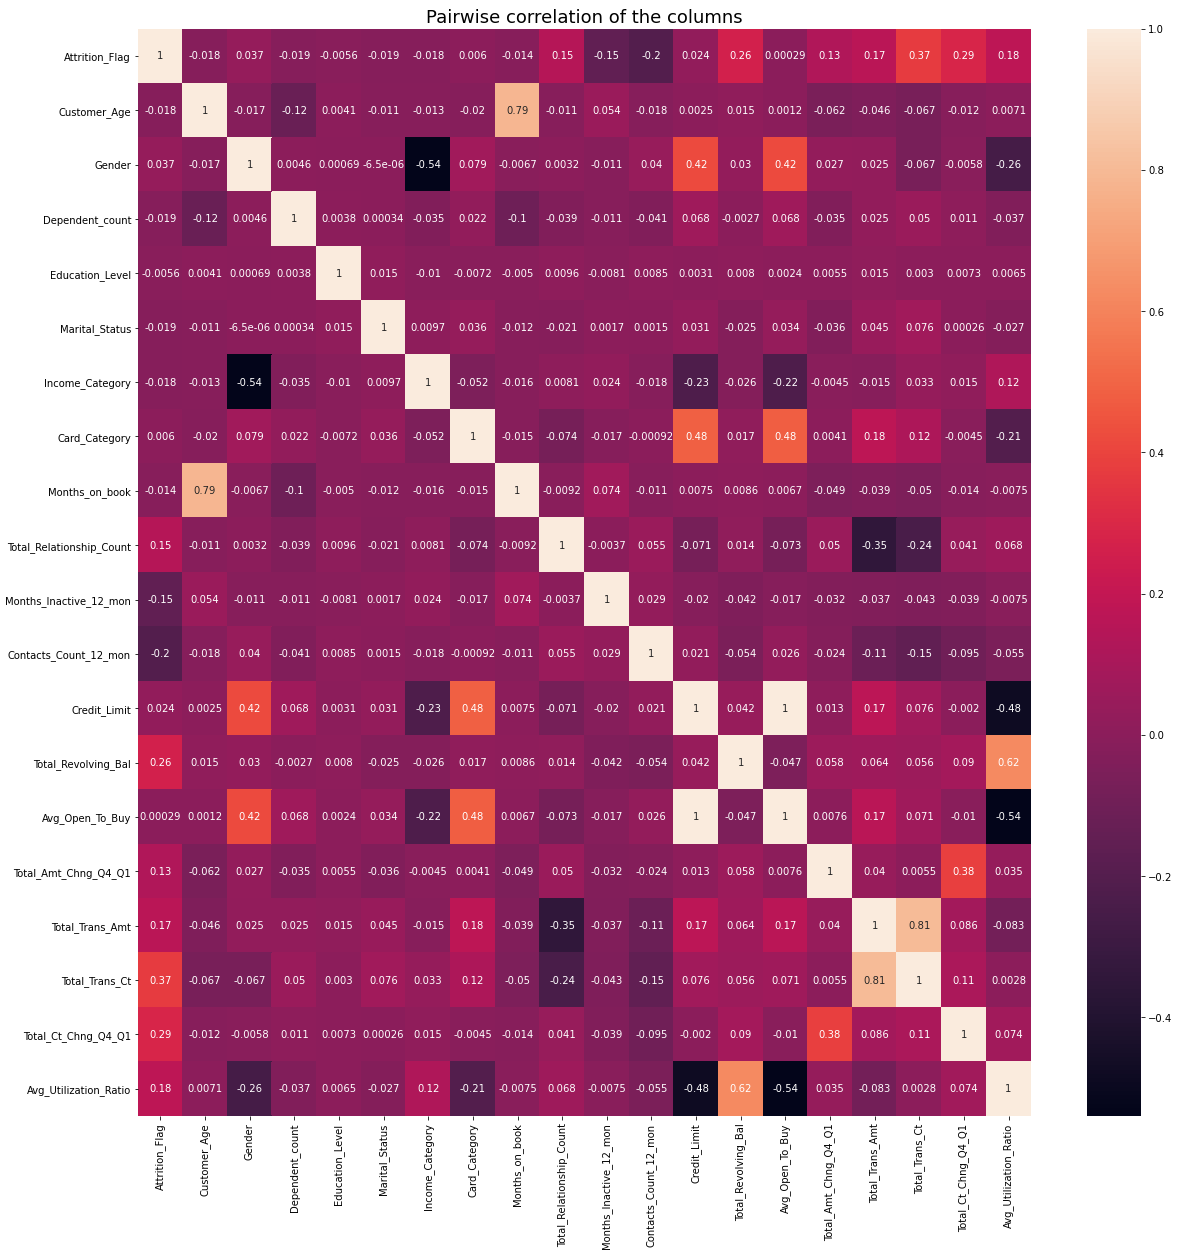 Pairwise correlation of the columns
Attrition_Flag 1 -0.018 0.037 -0.019 -0.0056 -0.019 -0.018 0.006 -0.014 0.15 -0.15 -0.2 0.024 0.26 0.00029 0.13 0.17 0.37 0.29 0.18
Customer_Age -0.018 1 -0.017 -0.12 0.0041 -0.011 -0.013 -0.02 0.79 -0.011 0.054 -0.018 0.0025 0.015 0.0012 -0.062 -0.046 -0.067 -0.012 0.0071
Gender 0.037 -0.017 1 0.0046 0.00069 -6.5e-06 -0.54 0.079 -0.0067 0.0032 -0.011 0.04 0.42 0.03 0.42 0.027 0.025 -0.067 -0.0058 -0.26
Dependent_count -0.019 -0.12 0.0046 1 0.0038 0.00034 -0.035 0.022 -0.1 -0.039 -0.011 -0.041 0.068 -0.0027 0.068 -0.035 0.025 0.05 0.011 -0.037
Education_Level -0.0056 0.0041 0.00069 0.0038 1 0.015 -0.01 -0.0072 -0.005 0.0096 -0.0081 0.0085 0.0031 0.008 0.0024 0.0055 0.015 0.003 0.0073 0.0065
Marital_Status -0.019 -0.011 -6.5e-06 0.00034 0.015 1 0.0097 0.036 -0.012 -0.021 0.0017 0.0015 0.031 -0.025 0.034 -0.036 0.045 0.076 0.00026 -0.027
Income_Category -0.018 -0.013 -0.54 -0.035 -0.01 0.0097 1 -0.052 -0.016 0.0081 0.024 -0.018 -0.23 -0.026 -0.22 -0.0045 -0.015 0.033 0.015 0.12
Card_Category 0.006 -0.02 0.079 0.022 -0.0072 0.036 -0.052 1 -0.015 -0.074 -0.017 -0.00092 0.48 0.017 0.48 0.0041 0.18 0.12 -0.0045 -0.21
Months_on_book -0.014 0.79 -0.0067 -0.1 -0.005 -0.012 -0.016 -0.015 1 -0.0092 0.074 -0.011 0.0075 0.0086 0.0067 -0.049 -0.039 -0.05 -0.014 -0.0075
Total_Relationship_Count 0.15 -0.011 0.0032 -0.039 0.0096 -0.021 0.0081 -0.074 -0.0092 1 -0.0037 0.055 -0.071 0.014 -0.073 0.05 -0.35 -0.24 0.041 0.068
Months_Inactive_12_mon -0.15 0.054 -0.011 -0.011 -0.0081 0.0017 0.024 -0.017 0.074 -0.0037 1 0.029 -0.02 -0.042 -0.017 -0.032 -0.037 -0.043 -0.039 -0.0075
Contacts_Count_12_mon -0.2 -0.018 0.04 -0.041 0.0085 0.0015 -0.018 -0.00092 -0.011 0.055 0.029 1 0.021 -0.054 0.026 -0.024 -0.11 -0.15 -0.095 -0.055
Credit_Limit 0.024 0.0025 0.42 0.068 0.0031 0.031 -0.23 0.48 0.0075 -0.071 -0.02 0.021 1 0.042 1 0.013 0.17 0.076 -0.002 -0.48
Total_Revolving_Bal 0.26 0.015 0.03 -0.0027 0.008 -0.025 -0.026 0.017 0.0086 0.014 -0.042 -0.054 0.042 1 -0.047 0.058 0.064 0.056 0.09 0.62
Avg_Open_To_Buy 0.00029 0.0012 0.42 0.068 0.0024 0.034 -0.22 0.48 0.0067 -0.073 -0.017 0.026 1 -0.047 1 0.0076 0.17 0.071 -0.01 -0.54
Total_Amt_Chng_Q4_Q1 0.13 -0.062 0.027 -0.035 0.0055 -0.036 -0.0045 0.0041 -0.049 0.05 -0.032 -0.024 0.013 0.058 0.0076 1 0.04 0.0055 0.38 0.035
Total_Trans_Amt 0.17 -0.046 0.025 0.025 0.015 0.045 -0.015 0.18 -0.039 -0.35 -0.037 -0.11 0.17 0.064 0.17 0.04 1 0.81 0.086 -0.083
Total_Trans_Ct 0.37 -0.067 -0.067 0.05 0.003 0.076 0.033 0.12 -0.05 -0.24 -0.043 -0.15 0.076 0.056 0.071 0.0055 0.81 1 0.11 0.0028
Total_Ct_Chng_Q4_Q1 0.29 -0.012 -0.0058 0.011 0.0073 0.00026 0.015 -0.0045 -0.014 0.041 -0.039 -0.095 -0.002 0.09 -0.01 0.38 0.086 0.11 1 0.074
Avg_Utilization_Ratio 0.18 0.0071 -0.26 -0.037 0.0065 -0.027 0.12 -0.21 -0.0075 0.068 -0.0075 -0.055 -0.48 0.62 -0.54 0.035 -0.083 0.0028 0.074 1
Attrition_Flag
Customer_Age
Gender
Dependent_count
Education_Level
Marital_Status
Income_Category
Card_Category
Months_on_book
Total_Relationship_Count
Months_Inactive_12_mon
Contacts_Count_12_mon
Credit_Limit
Total_Revolving_Bal
Avg_Open_To_Buy
Total_Amt_Chng_Q4_Q1
Total_Trans_Amt
Total_Trans_Ct
Total_Ct_Chng_Q4_Q1
Avg_Utilization_Ratio
1.0
0.8
0.6
0.4
0.2
0.0
−0.2
−0.4